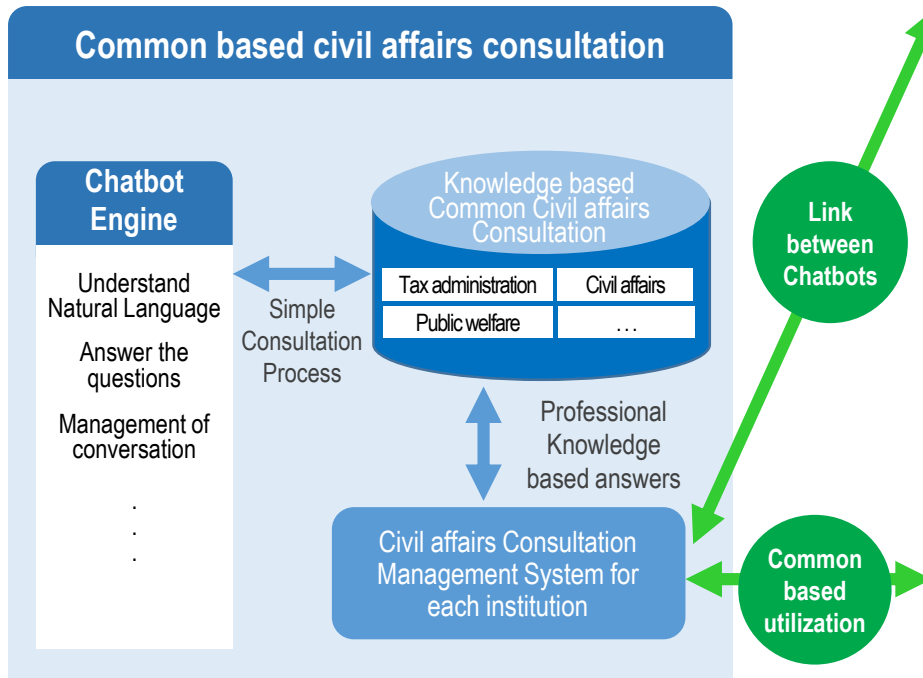 Common based civil affairs consultation
Chatbot
Engine
Understand
Natural Language
Answer the
questions
Management of
conversation
.
.
.
Simple
Consultation
Process
Knowledge based
Common Civil affairs
Consultation
Tax administration
Civil affairs
Public welfare
...
Professional
Knowledge
based answers
Civil affairs Consultation
Management System for
each institution
Link
between
Chatbots
Common
based
utilization